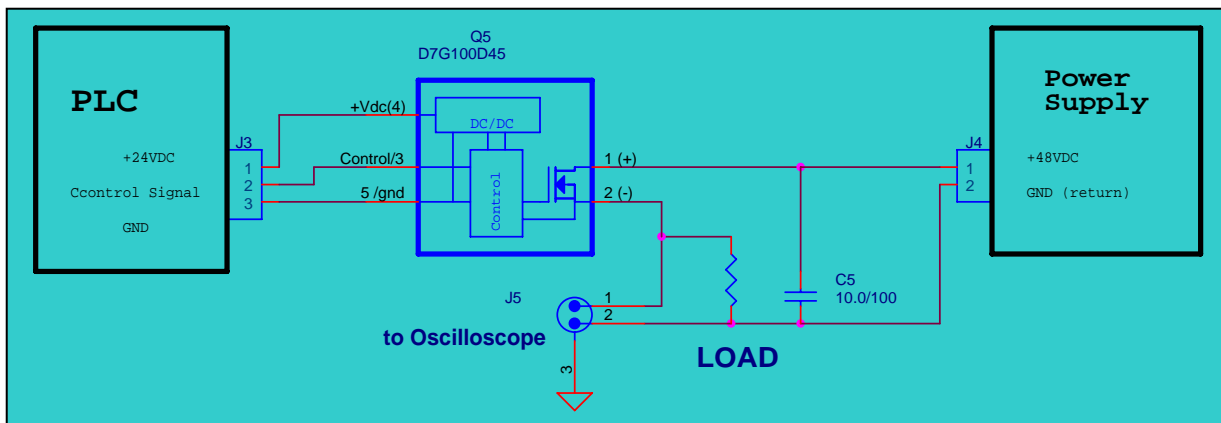 Q5
D7G100D45
PLC
J3
+24VDC
1
Ccontrol Signal
2
3
GND
+Vdc(4)
Control/3
5 /gnd
DC/DC
Control
1 (+)
2 (-)
Power
Supply
J4
1
+48VDC
2
GND (return)
C5
10.0/100
J5
1
2
3
to Oscilloscope
LOAD